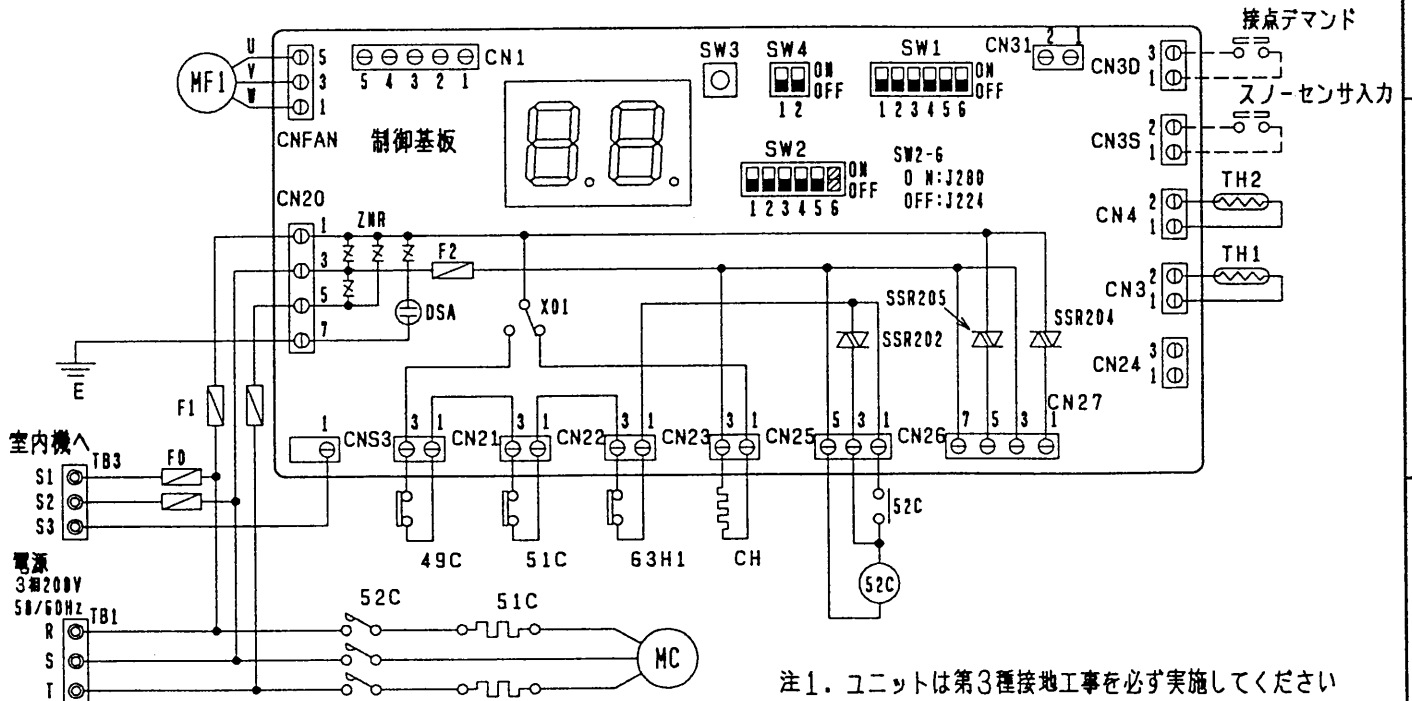 接点デマンド
U
V
W
MF1
5
3
1
CNFAN
制御基板
CN1
5 4 3 2 1
SW3
SW4
ON
OFF
1 2
SW1
ON
OFF
1 2 3 4 5 6
CN31
2 1
3
1
CN3D
スノーセンサ入力
2
1
CN3S
SW2
ON
OFF
1 2 3 4 5 6
SW2-6
ON:J280
OFF:J224
TH2
2
1
CN4
TH1
2
1
CN3
CN20
1
3
5
7
ZNR
F2
DSA
X01
SSR205
SSR202
SSR204
3
1
CN24
E
F1
1
CNS3
3 1
CN21
3 1
CN22
3 1
CN23
3 1
CN25
5 3 1
CN26
7 5 3 1
CN27
室内機へ
TB3
F0
S1
S2
S3
49C
51C
63H1
CH
52C
52C
電源
3相200V
50/60Hz
TB1
R
S
T
52C
51C
MC
注1. ユニットは第3種接地工事を必ず実施してください